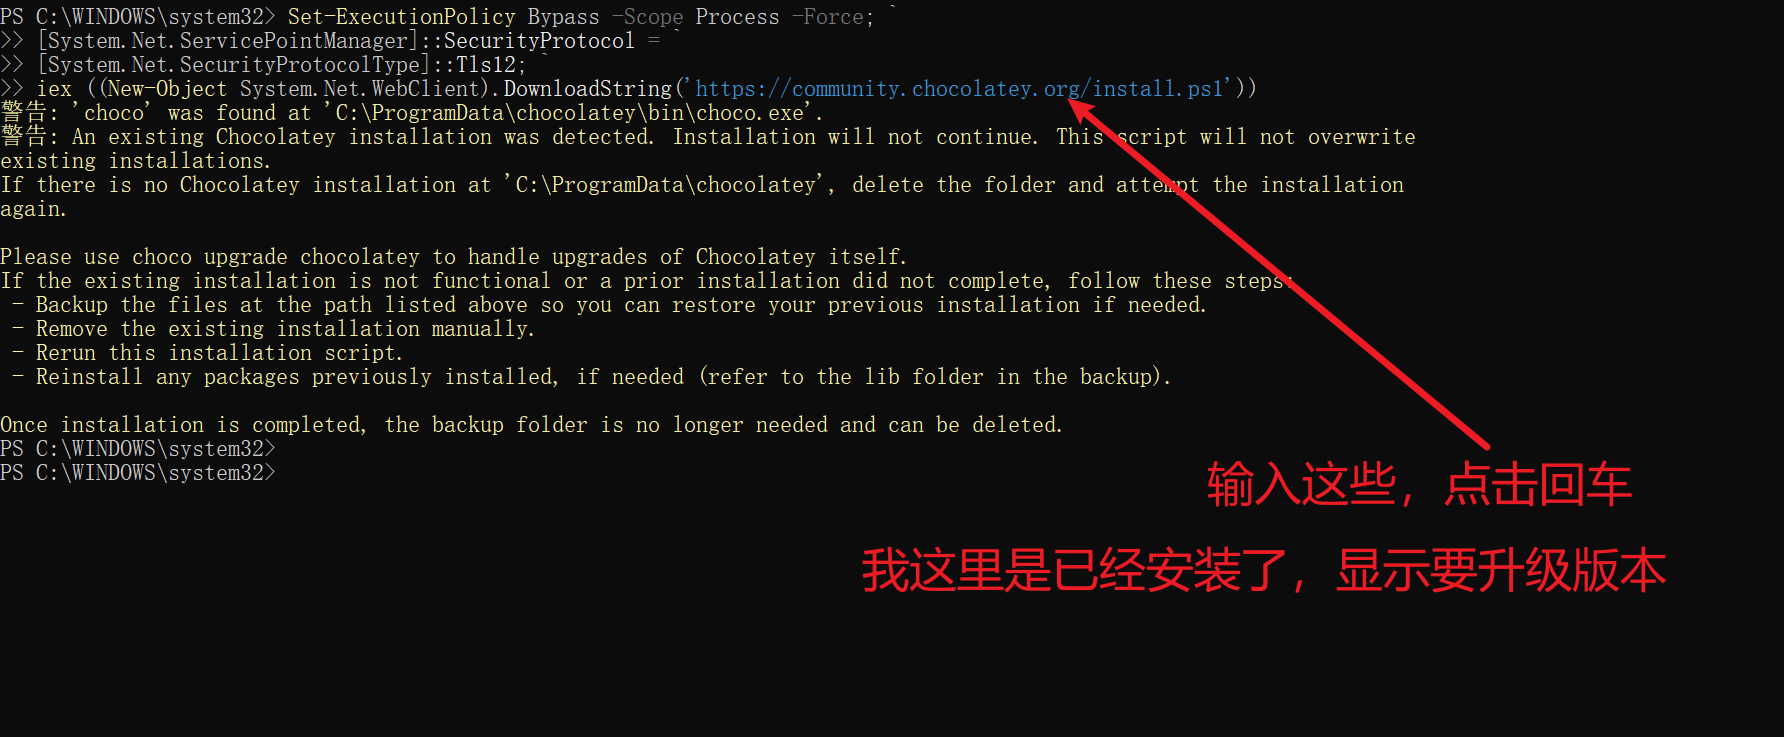 PS C:\WINDOWS\system32> Set-ExecutionPolicy Bypass -Scope Process -Force; `
>> [System.Net.ServicePointManager]::SecurityProtocol = `
>> [System.Net.SecurityProtocolType]::Tls12; `
>> iex ((New-Object System.Net.WebClient).DownloadString('https://community.chocolatey.org/install.ps1'))
警告: 'choco' was found at 'C:\ProgramData\chocolatey\bin\choco.exe'.
警告: An existing Chocolatey installation was detected. Installation will not continue. This script will not overwrite
existing installations.
If there is no Chocolatey installation at 'C:\ProgramData\chocolatey', delete the folder and attempt the installation
again.
Please use choco upgrade chocolatey to handle upgrades of Chocolatey itself.
If the existing installation is not functional or a prior installation did not complete, follow these steps:
- Backup the files at the path listed above so you can restore your previous installation if needed.
- Remove the existing installation manually.
- Rerun this installation script.
- Reinstall any packages previously installed, if needed (refer to the lib folder in the backup).
Once installation is completed, the backup folder is no longer needed and can be deleted.
PS C:\WINDOWS\system32>
PS C:\WINDOWS\system32>
输入这些，点击回车
我这里是已经安装了，显示要升级版本